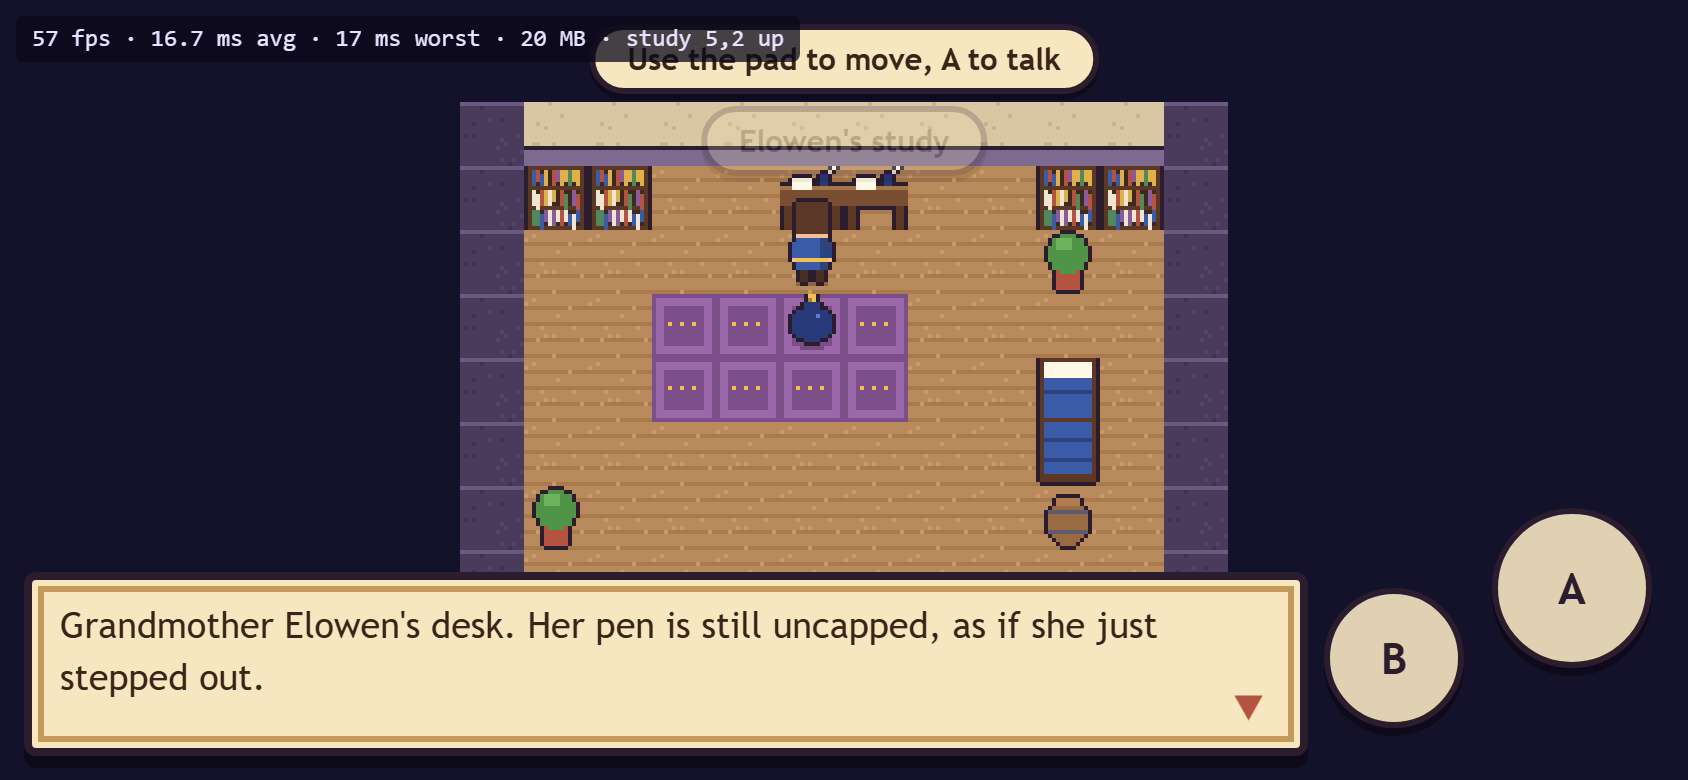 57 fps · 16.7 ms avg · 17 ms worst · 20 MB · study 5,2 up
Use the pad to move, A to talk
Elowen's study
Grandmother Elowen's desk. Her pen is still uncapped, as if she just
stepped out.
B
A